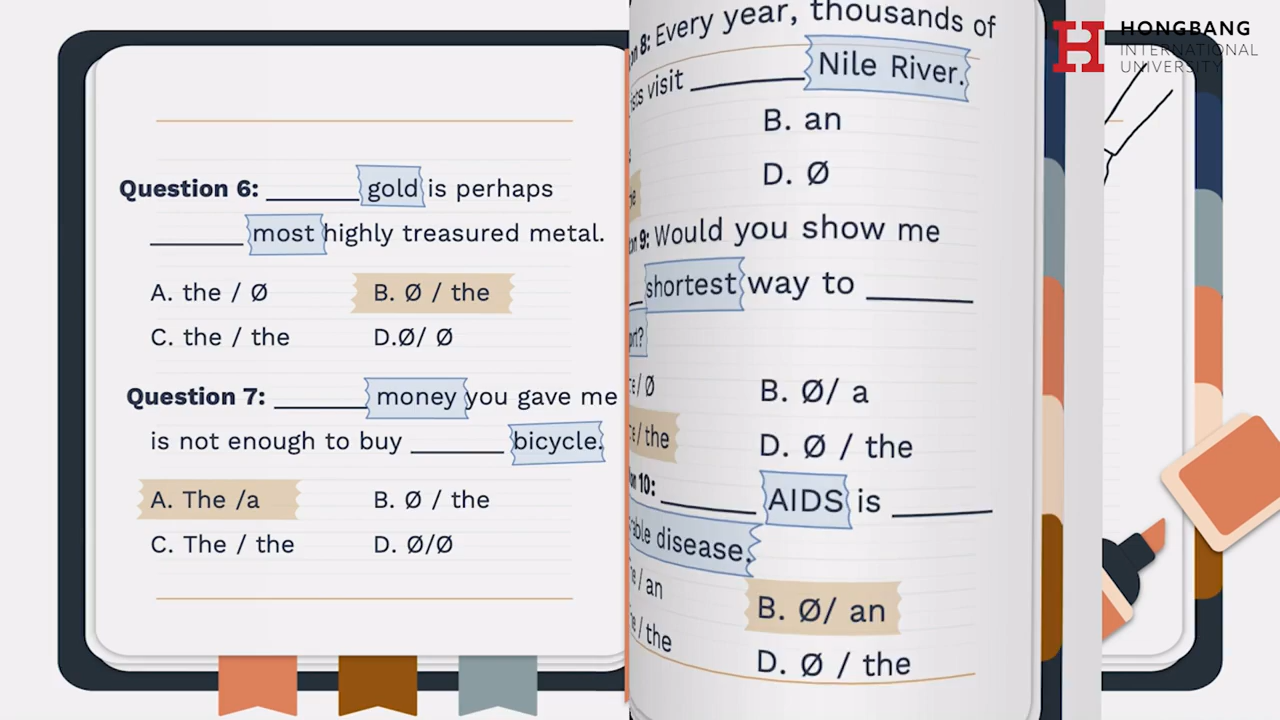 Question 6: ________ gold is perhaps
________ most highly treasured metal.
A. the / Ø
B. Ø / the
C. the / the
D.Ø/ Ø
Question 7: ________ money you gave me
is not enough to buy ________ bicycle.
A. The /a
B. Ø / the
C. The / the
D. Ø/Ø
8: Every year, thousands of
visit ________ Nile River.
B. an
D. Ø
9: Would you show me
shortest way to ________
/ Ø
B. Ø/ a
/ the
D. Ø / the
10: ________ AIDS is ________
disease.
/ an
B. Ø/ an
/ the
D. Ø / the
HONGBANG
INTERNATIONAL
UNIVERSITY